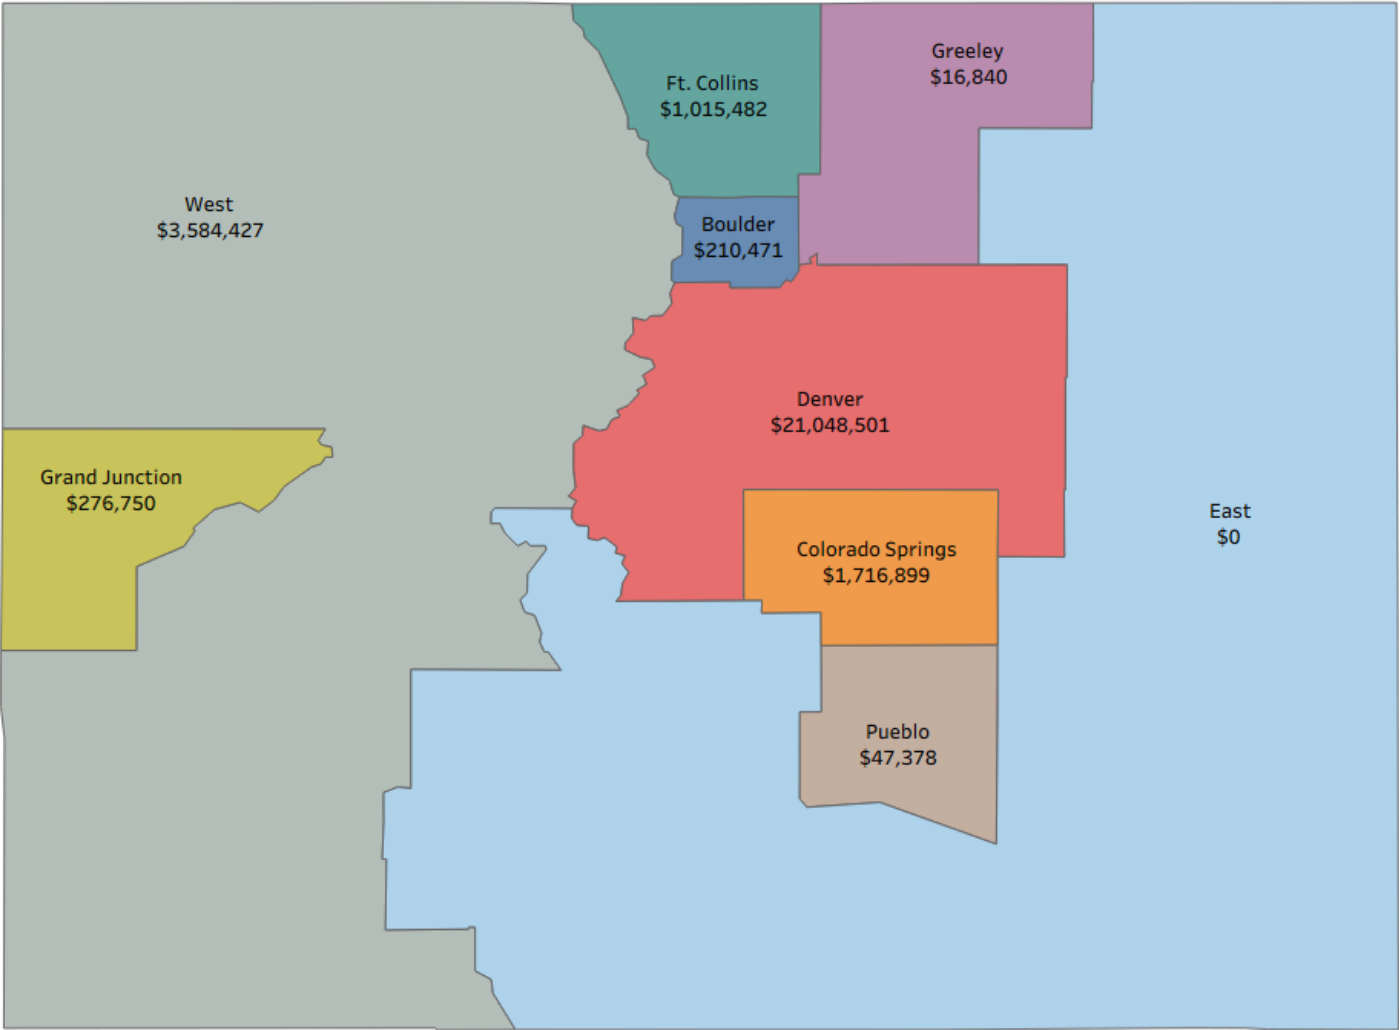 Greeley
$16,840
Ft. Collins
$1,015,482
West
$3,584,427
Boulder
$210,471
Denver
$21,048,501
Grand Junction
$276,750
East
$0
Colorado Springs
$1,716,899
Pueblo
$47,378